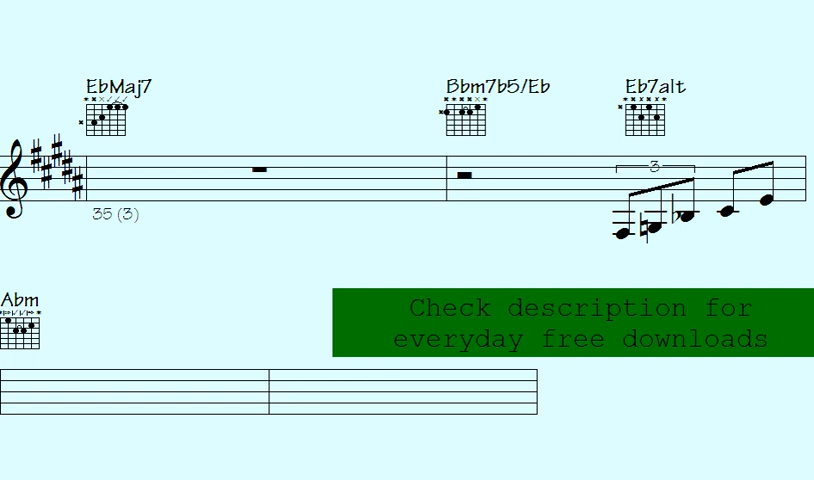 EbMaj7 Bbm7b5/Eb Eb7alt
3
35 (3)
Abm
Check description for
everyday free downloads